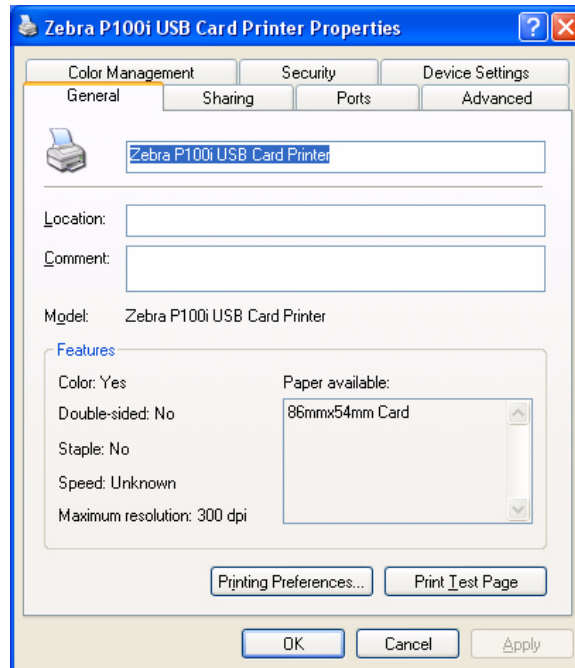 Zebra P100i USB Card Printer Properties
Color Management Security Device Settings
General Sharing Ports Advanced
Zebra P100i USB Card Printer
Location:
Comment:
Model: Zebra P100i USB Card Printer
Features
Color: Yes Paper available:
Double-sided: No 86mmx54mm Card
Staple: No
Speed: Unknown
Maximum resolution: 300 dpi
Printing Preferences... Print Test Page
OK Cancel Apply